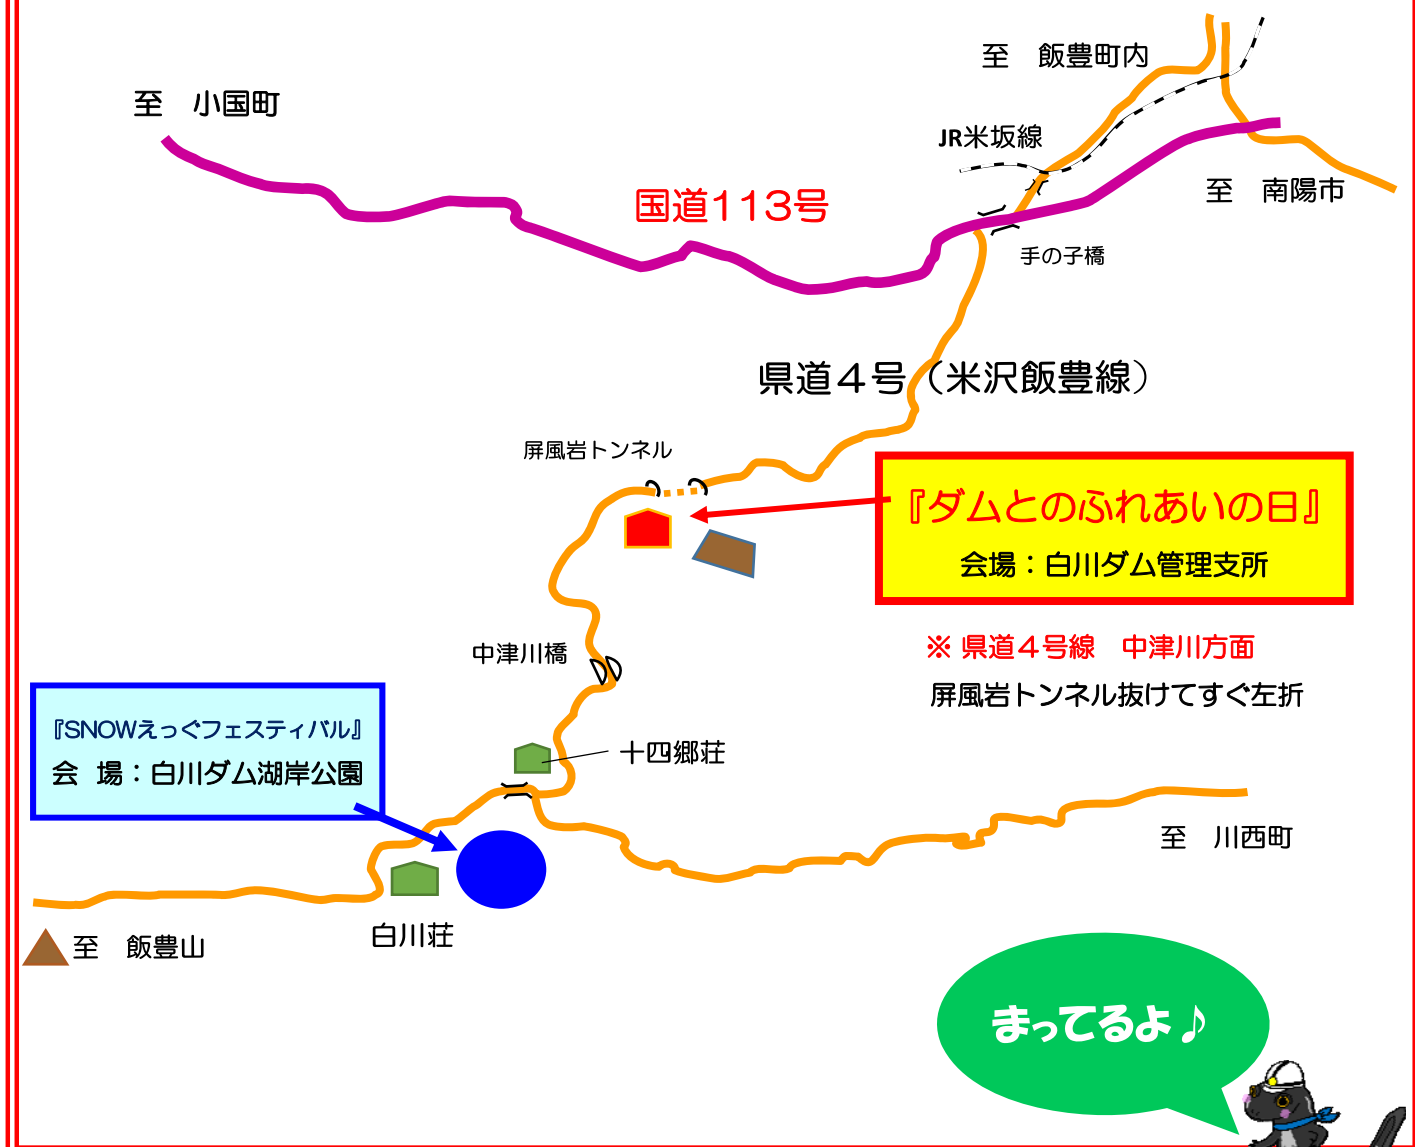 至　飯豊町内
至　小国町
JR米坂線
至　南陽市
国道１１３号
手の子橋
県道４号（米沢飯豊線）
屏風岩トンネル
『ダムとのふれあいの日』
会場：白川ダム管理支所
※ 県道４号線　中津川方面
屏風岩トンネル抜けてすぐ左折
中津川橋
『SNOWえっぐフェスティバル』
会　場：白川ダム湖岸公園
十四郷荘
至　川西町
白川荘
至　飯豊山
まってるよ♪